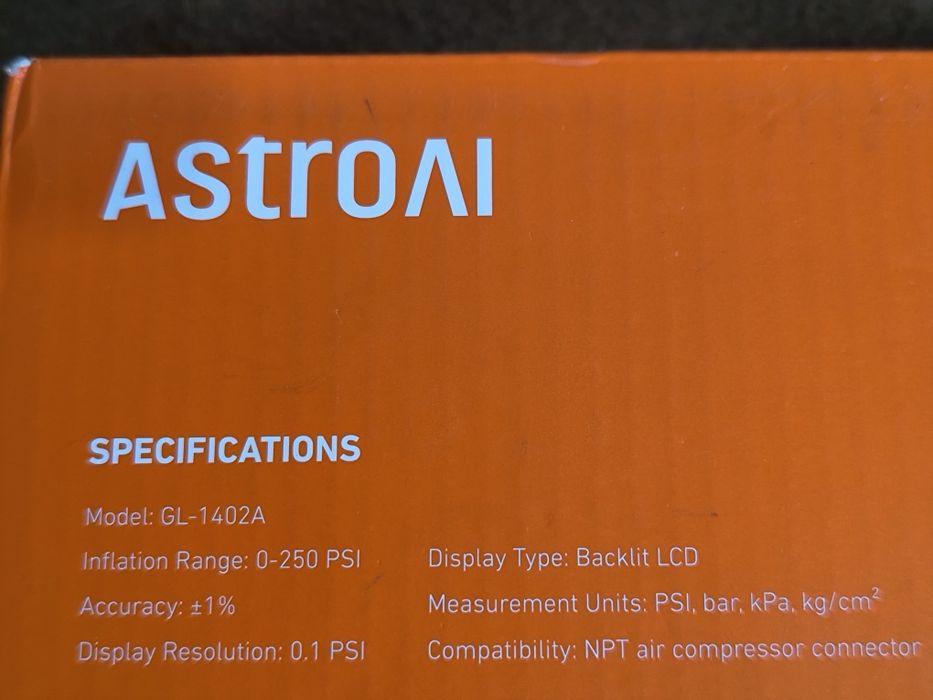 AstroAI
SPECIFICATIONS
Model: GL-1402A
Inflation Range: 0-250 PSI
Accuracy: ±1%
Display Resolution: 0.1 PSI
Display Type: Backlit LCD
Measurement Units: PSI, bar, kPa, kg/cm²
Compatibility: NPT air compressor connector